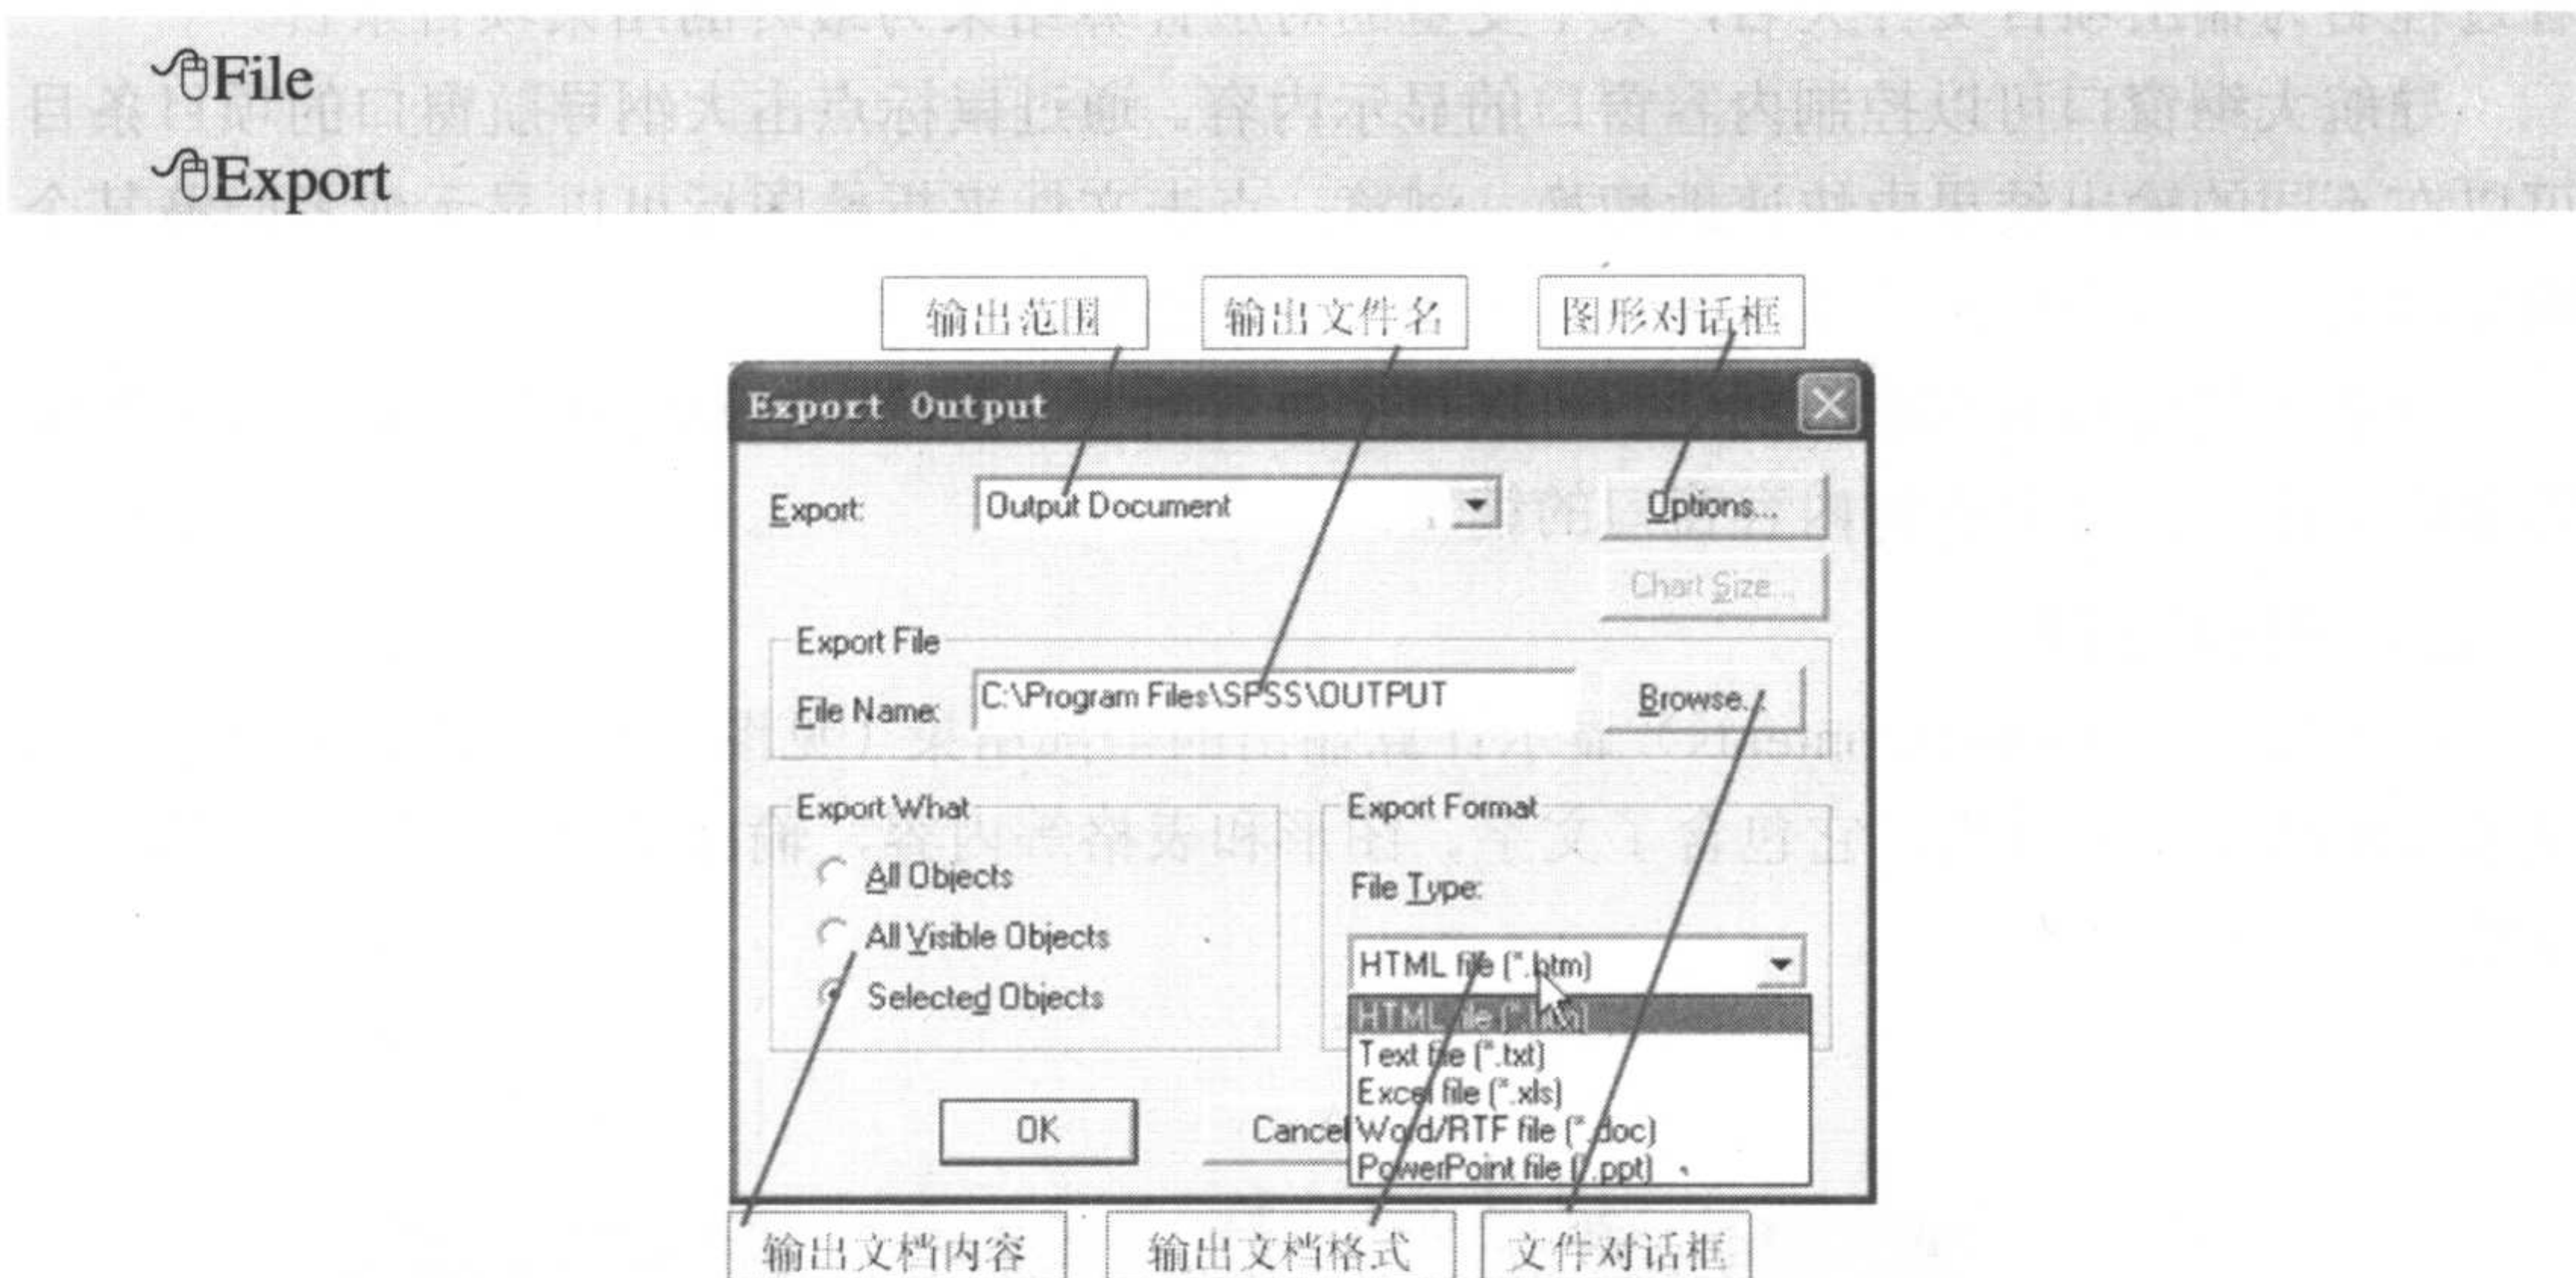 File
Export
输出范围 输出文件名 图形对话框
Export Output
Export: Output Document Options...
Chart Size...
Export File
File Name: C:\Program Files\SPSS\OUTPUT Browse...
Export What Export Format
All Objects
File Type:
All Visible Objects
HTML file (*.htm)
Selected Objects
HTML file (*.htm)
Text file (*.txt)
Excel file (*.xls)
OK Cancel Word/RTF file (*.doc)
PowerPoint file (*.ppt)
输出文档内容 输出文档格式 文件对话框